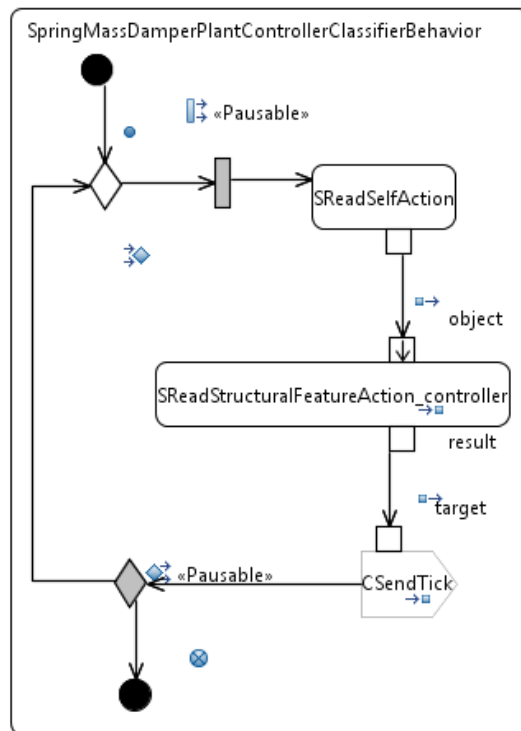 SpringMassDamperPlantControllerClassifierBehavior
«Pausable»
SReadSelfAction
object
SReadStructuralFeatureAction_controller
result
target
«Pausable»
CSendTick